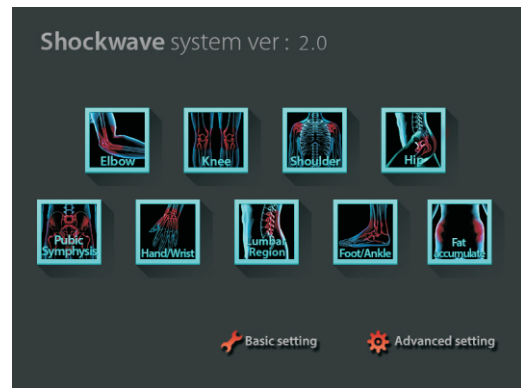 Shockwave system ver : 2.0
Elbow
Knee
Shoulder
Hip
Pubic
Symphysis
Hand/Wrist
Lumbar
Region
Foot/Ankle
Fat
accumulate
Basic setting
Advanced setting